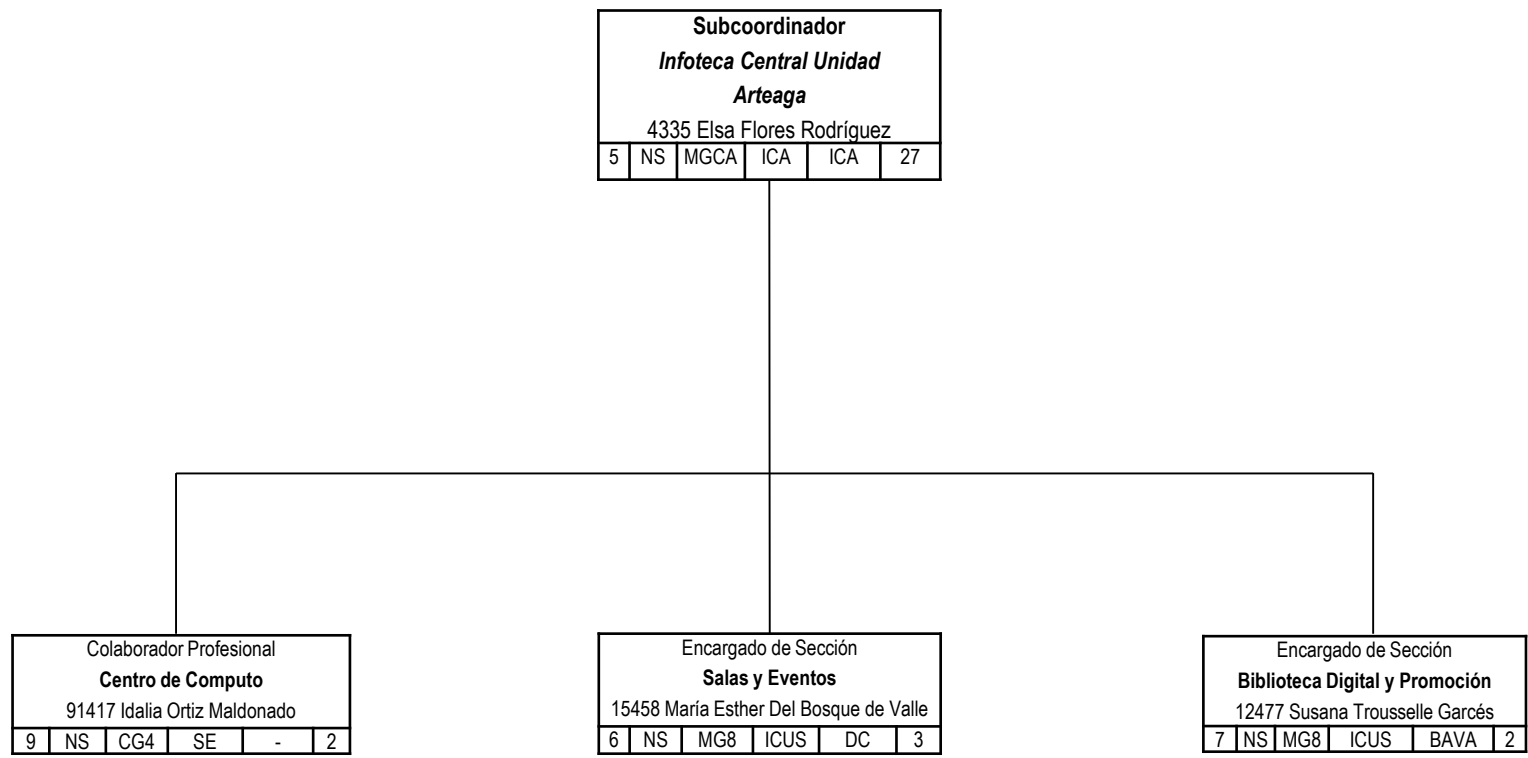 Subcoordinador
Infoteca Central Unidad
Arteaga
4335 Elsa Flores Rodríguez
5 NS MGCA ICA ICA 27
Colaborador Profesional
Centro de Computo
91417 Idalia Ortiz Maldonado
9 NS CG4 SE - 2
Encargado de Sección
Salas y Eventos
15458 María Esther Del Bosque de Valle
6 NS MG8 ICUS DC 3
Encargado de Sección
Biblioteca Digital y Promoción
12477 Susana Trousselle Garcés
7 NS MG8 ICUS BAVA 2